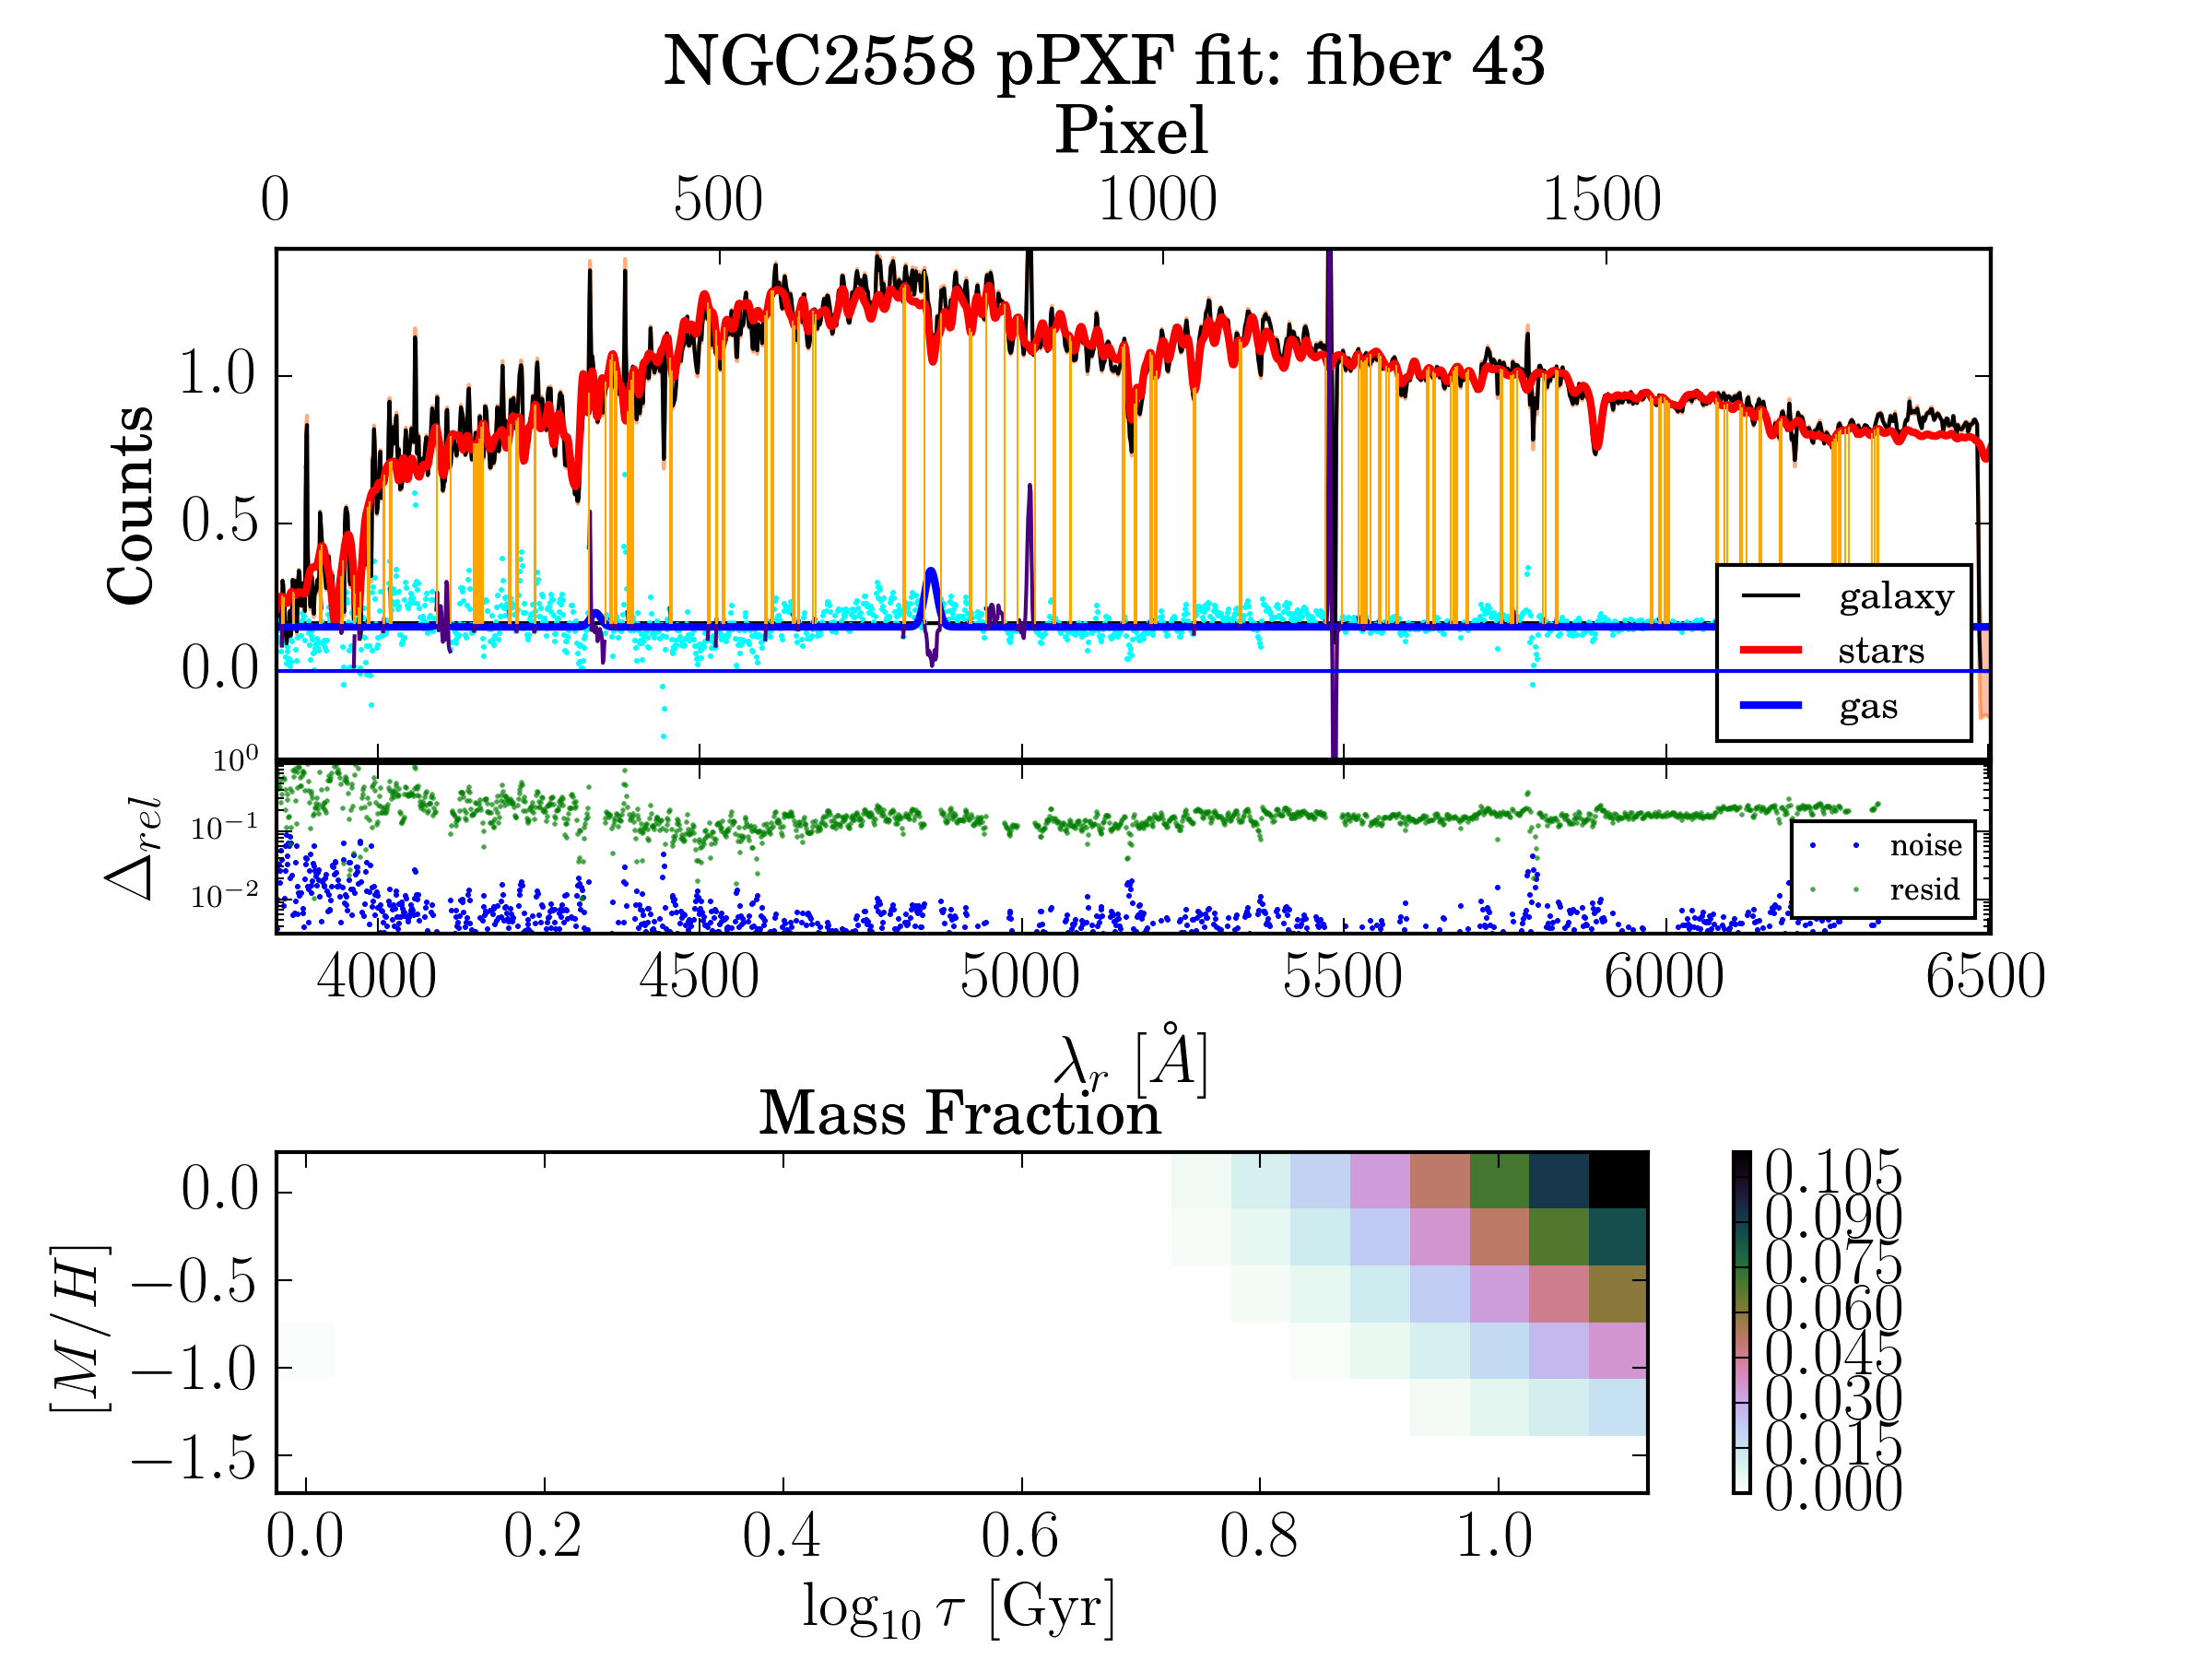 NGC2558 pPXF fit: fiber 43
Pixel
0 500 1000 1500
Counts
1.0
0.5
0.0
galaxy
stars
gas
Δrel
10^0
10^-1
10^-2
noise
resid
4000 4500 5000 5500 6000 6500
λr [Å]
Mass Fraction
[M/H]
0.0
−0.5
−1.0
−1.5
0.0 0.2 0.4 0.6 0.8 1.0
log10 τ [Gyr]
0.105
0.090
0.075
0.060
0.045
0.030
0.015
0.000